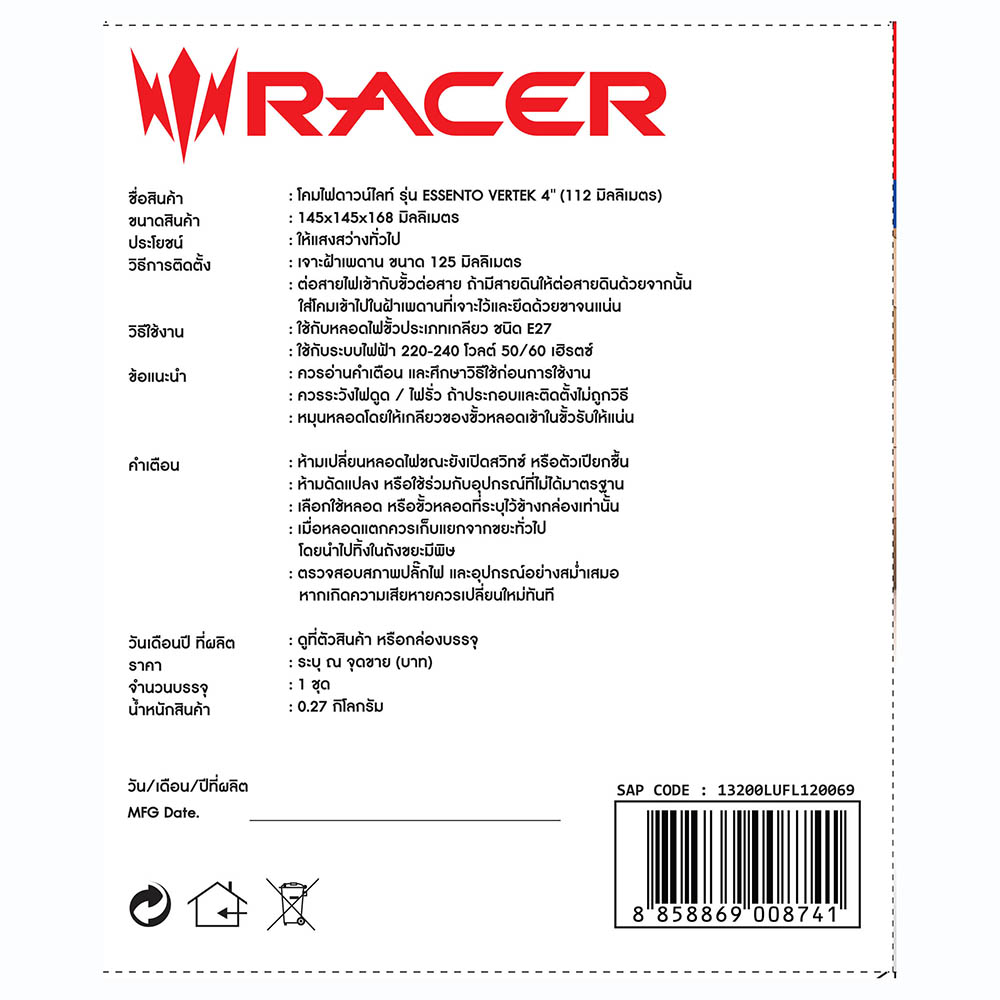 RACER
ชื่อสินค้า : โคมไฟดาวน์ไลท์ รุ่น ESSENTO VERTEK 4" (112 มิลลิเมตร)
ขนาดสินค้า : 145x145x168 มิลลิเมตร
ประโยชน์ : ให้แสงสว่างทั่วไป
วิธีการติดตั้ง : เจาะฝ้าเพดาน ขนาด 125 มิลลิเมตร
: ต่อสายไฟเข้ากับขั้วต่อสาย ถ้ามีสายดินให้ต่อสายดินด้วยจากนั้น
ใส่โคมเข้าไปในฝ้าเพดานที่เจาะไว้และยึดด้วยขาจนแน่น
วิธีใช้งาน : ใช้กับหลอดไฟขั้วประเภทเกลียว ชนิด E27
: ใช้กับระบบไฟฟ้า 220-240 โวลต์ 50/60 เฮิรตซ์
ข้อแนะนำ : ควรอ่านคำเตือน และศึกษาวิธีใช้ก่อนการใช้งาน
: ควรระวังไฟดูด / ไฟรั่ว ถ้าประกอบและติดตั้งไม่ถูกวิธี
: หมุนหลอดโดยให้เกลียวของขั้วหลอดเข้าในขั้วรับให้แน่น
คำเตือน : ห้ามเปลี่ยนหลอดไฟขณะยังเปิดสวิทซ์ หรือตัวเปียกชื้น
: ห้ามดัดแปลง หรือใช้ร่วมกับอุปกรณ์ที่ไม่ได้มาตรฐาน
: เลือกใช้หลอด หรือขั้วหลอดที่ระบุไว้ข้างกล่องเท่านั้น
: เมื่อหลอดแตกควรเก็บแยกจากขยะทั่วไป
โดยนำไปทิ้งในถังขยะมีพิษ
: ตรวจสอบสภาพปลั๊กไฟ และอุปกรณ์อย่างสม่ำเสมอ
หากเกิดความเสียหายควรเปลี่ยนใหม่ทันที
วันเดือนปี ที่ผลิต : ดูที่ตัวสินค้า หรือกล่องบรรจุ
ราคา : ระบุ ณ จุดขาย (บาท)
จำนวนบรรจุ : 1 ชุด
น้ำหนักสินค้า : 0.27 กิโลกรัม
วัน/เดือน/ปีที่ผลิต
MFG Date.
SAP CODE : 13200LUFL120069
8 858869 008741